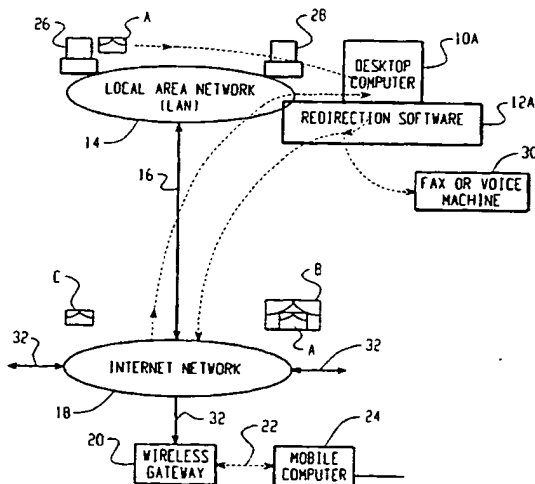 26
A
28
10A
DESKTOP
COMPUTER
LOCAL AREA NETWORK
(LAN)
REDIRECTION SOFTWARE
12A
14
16
30
FAX OR VOICE
MACHINE
C
B
A
32
32
INTERNET NETWORK
18
32
20
22
24
WIRELESS
GATEWAY
MOBILE
COMPUTER